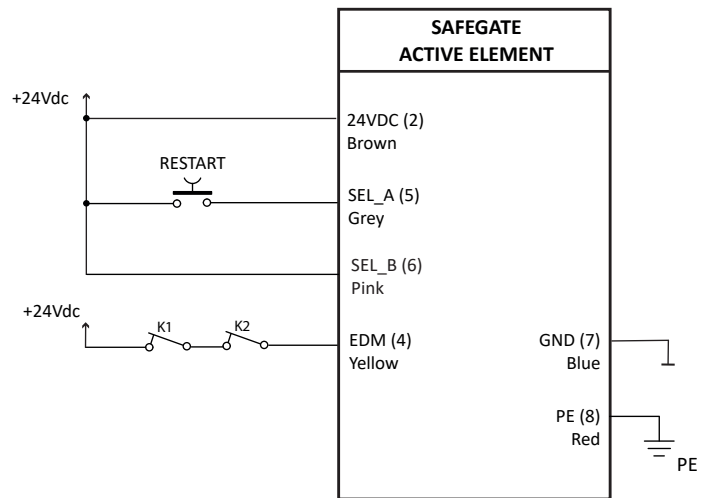 SAFEGATE
ACTIVE ELEMENT
+24Vdc
24VDC (2)
Brown
RESTART
SEL_A (5)
Grey
SEL_B (6)
Pink
+24Vdc
K1
K2
EDM (4)
Yellow
GND (7)
Blue
PE (8)
Red
PE